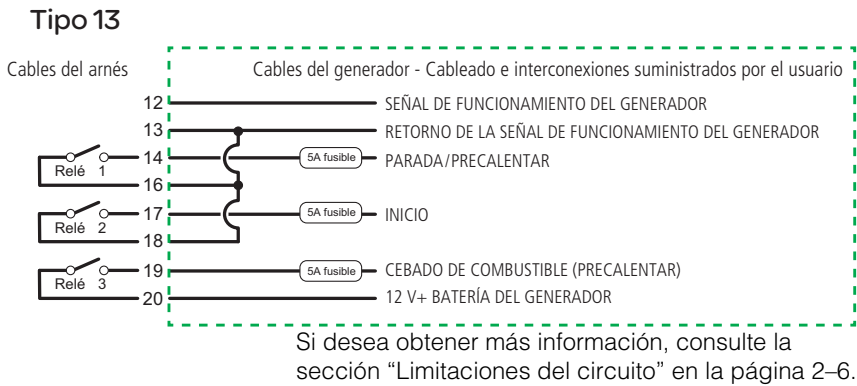 Tipo 13
Cables del arnés
Cables del generador - Cableado e interconexiones suministrados por el usuario
12 SEÑAL DE FUNCIONAMIENTO DEL GENERADOR
13 RETORNO DE LA SEÑAL DE FUNCIONAMIENTO DEL GENERADOR
Relé 1
14 5A fusible PARADA/PRECALENTAR
16
Relé 2
17 5A fusible INICIO
18
Relé 3
19 5A fusible CEBADO DE COMBUSTIBLE (PRECALENTAR)
20 12 V+ BATERÍA DEL GENERADOR
Si desea obtener más información, consulte la
sección “Limitaciones del circuito” en la página 2–6.